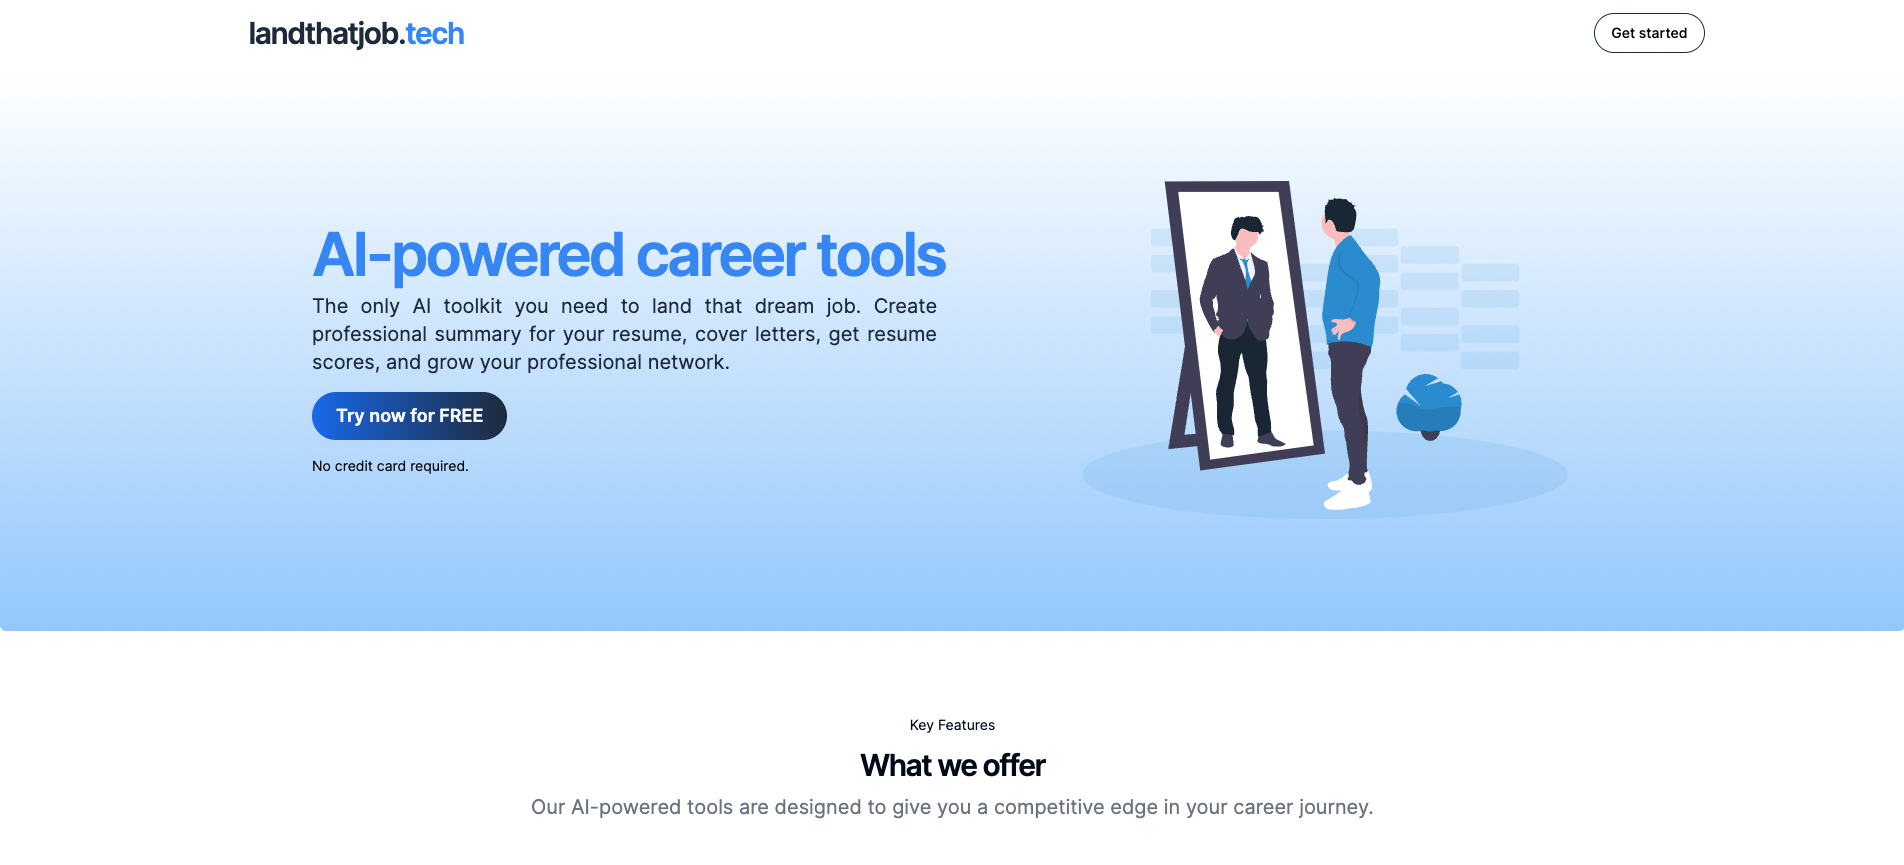 landthatjob.tech
Get started
AI-powered career tools
The only AI toolkit you need to land that dream job. Create
professional summary for your resume, cover letters, get resume
scores, and grow your professional network.
Try now for FREE
No credit card required.
Key Features
What we offer
Our AI-powered tools are designed to give you a competitive edge in your career journey.